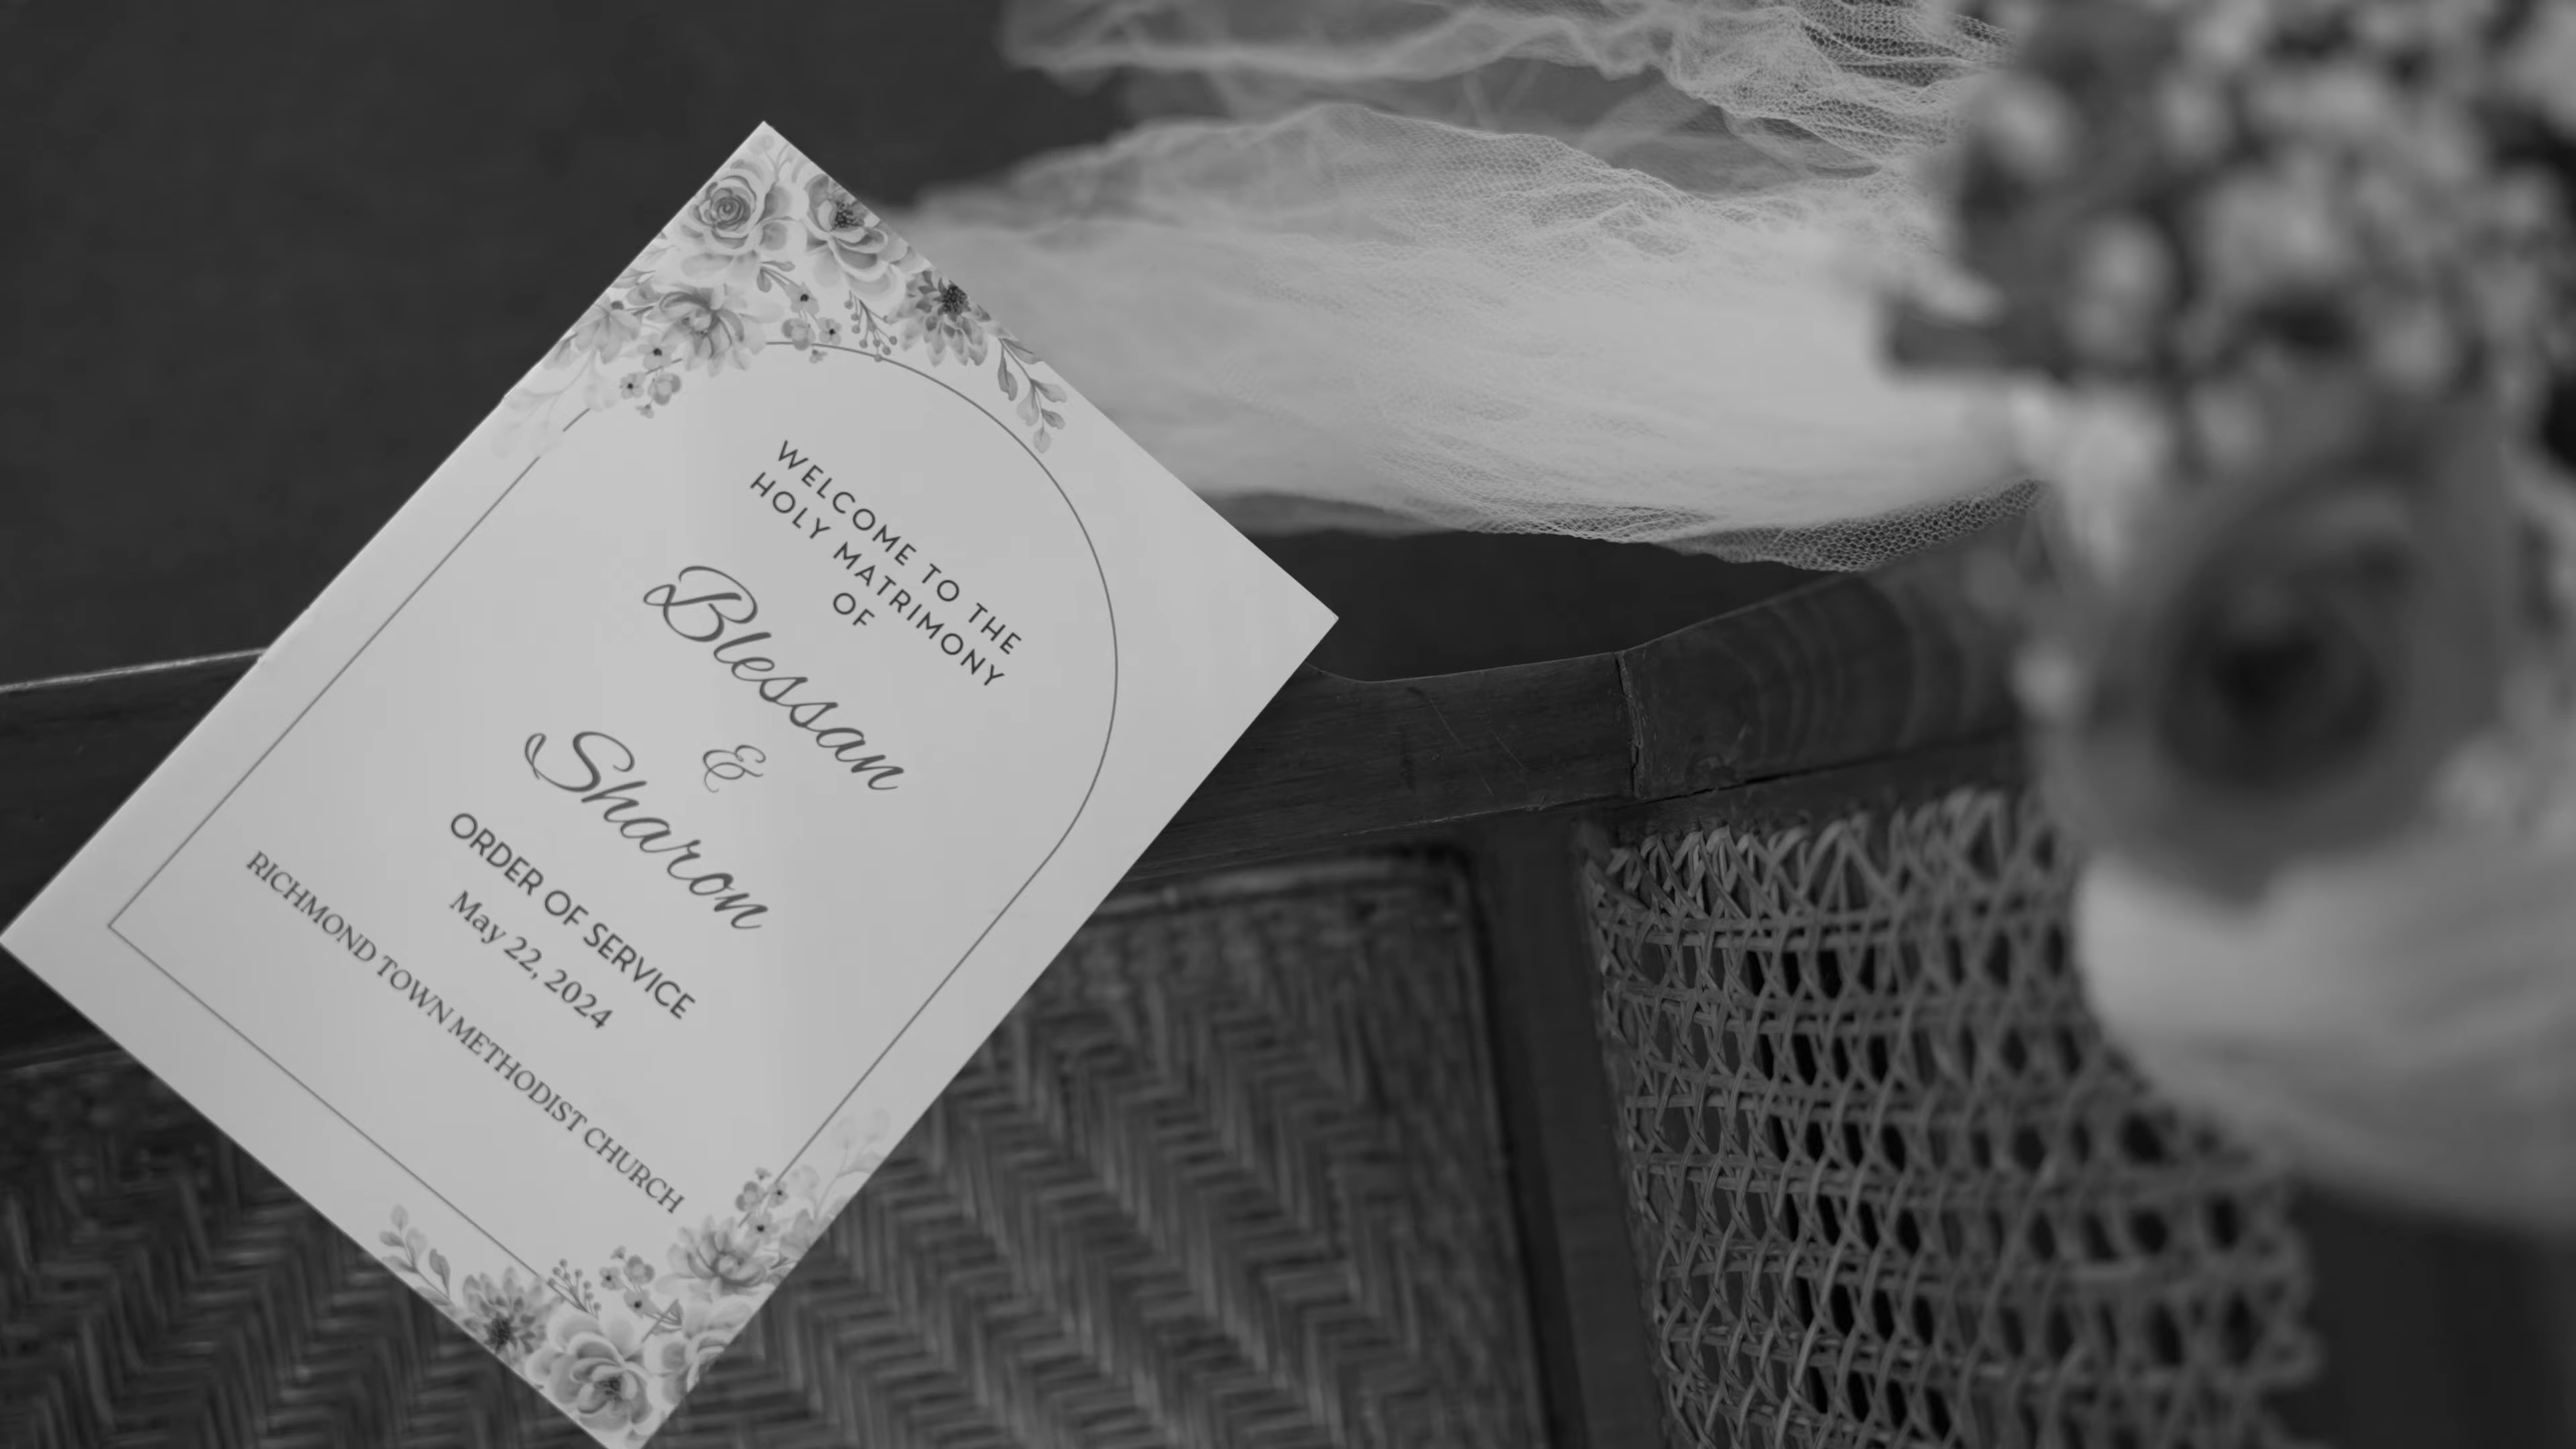 WELCOME TO THE
HOLY MATRIMONY
OF
Blessan
&
Sharon
ORDER OF SERVICE
May 22, 2024
RICHMOND TOWN METHODIST CHURCH